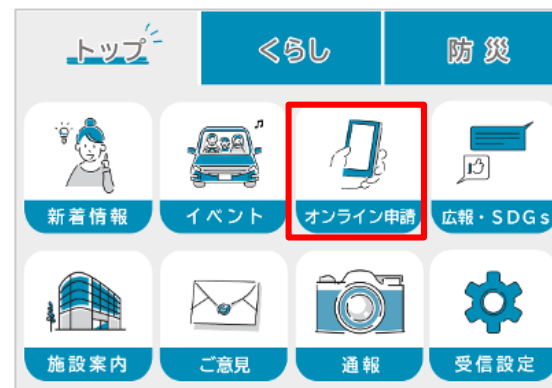 トップ くらし 防災
新着情報 イベント オンライン申請 広報・SDGs
施設案内 ご意見 通報 受信設定